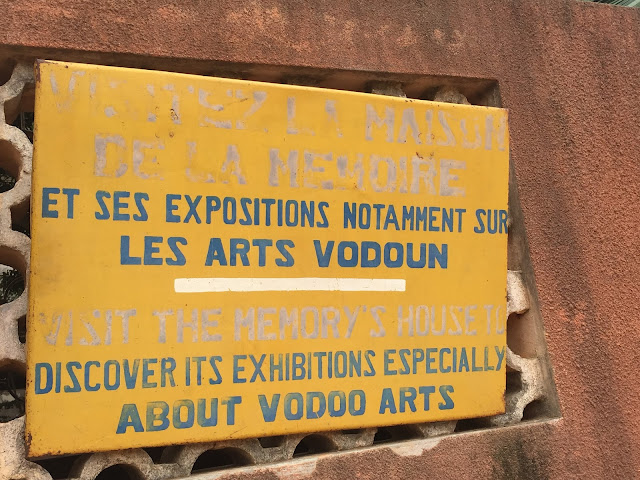 VISITEZ LA MAISON
DE LA MEMOIRE
ET SES EXPOSITIONS NOTAMMENT SUR
LES ARTS VODOUN
VISIT THE MEMORY'S HOUSE TO
DISCOVER ITS EXHIBITIONS ESPECIALLY
ABOUT VODOO ARTS